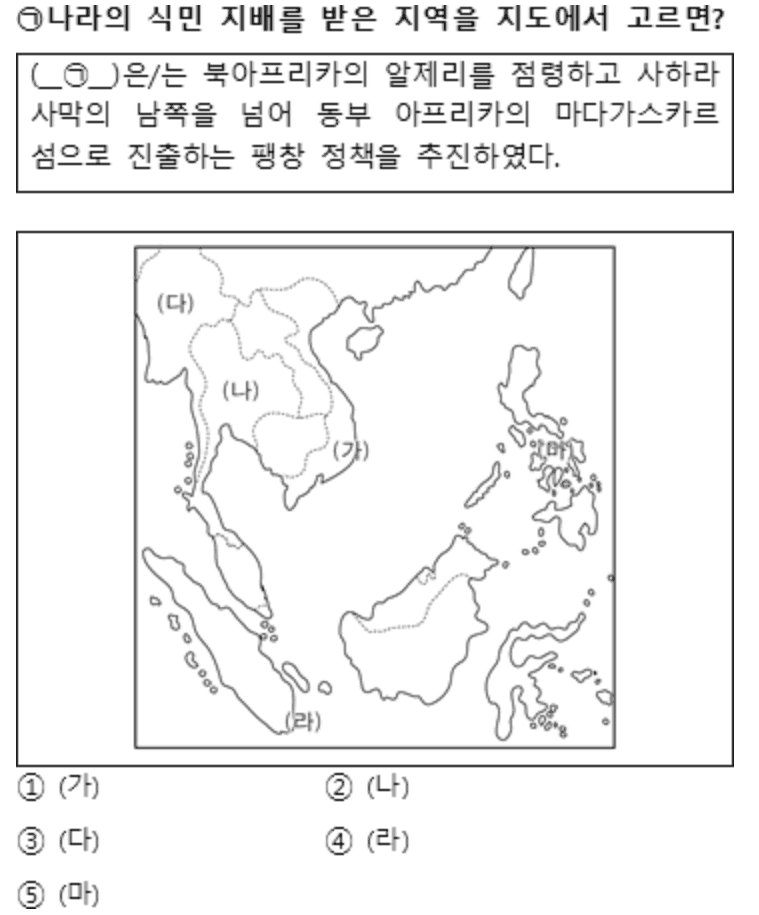 ㉠나라의 식민 지배를 받은 지역을 지도에서 고르면?
(_㉠_)은/는 북아프리카의 알제리를 점령하고 사하라
사막의 남쪽을 넘어 동부 아프리카의 마다가스카르
섬으로 진출하는 팽창 정책을 추진하였다.
(다)
(나)
(가)
(마)
(라)
① (가) ② (나)
③ (다) ④ (라)
⑤ (마)